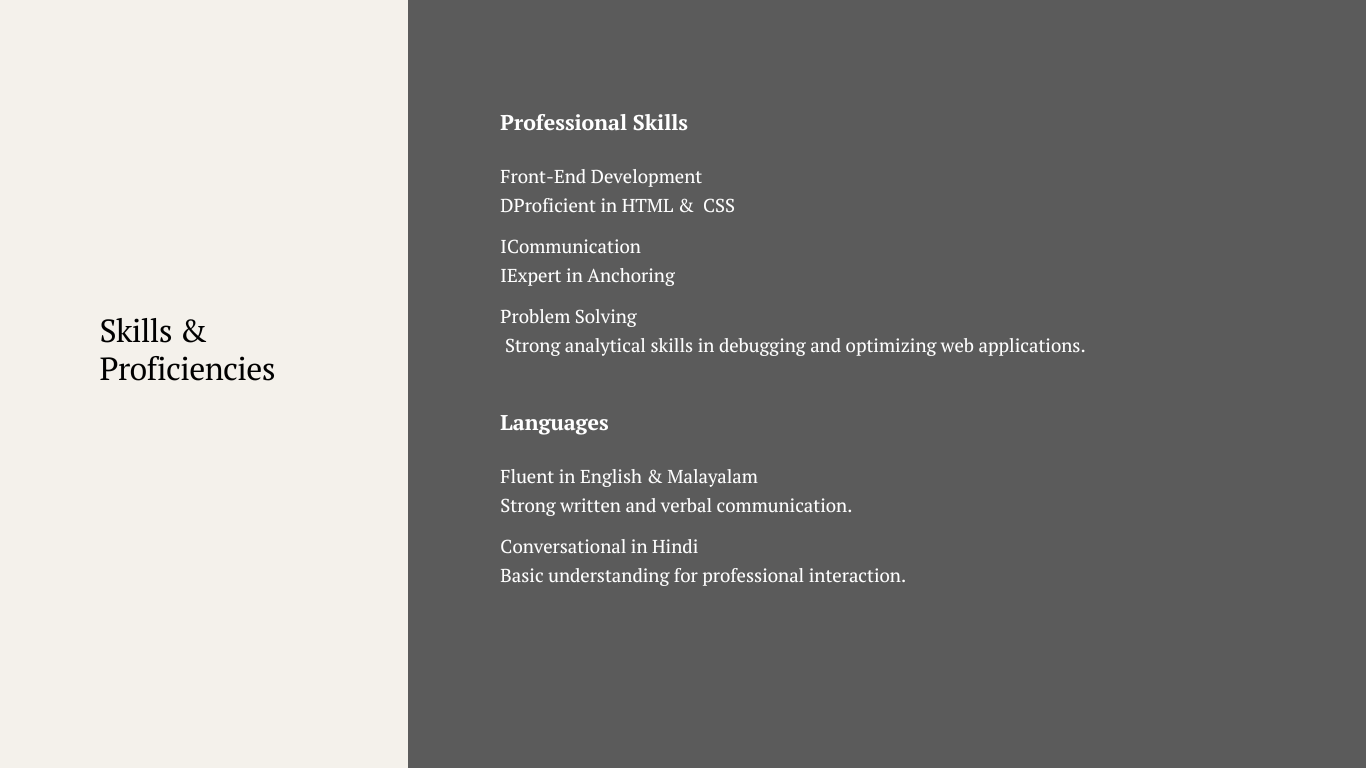 Skills &
Proficiencies
Professional Skills
Front-End Development
DProficient in HTML &  CSS
ICommunication
IExpert in Anchoring
Problem Solving
Strong analytical skills in debugging and optimizing web applications.
Languages
Fluent in English & Malayalam
Strong written and verbal communication.
Conversational in Hindi
Basic understanding for professional interaction.